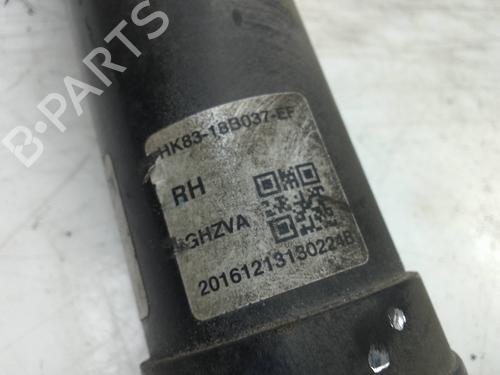 HK83-18B037-EF
RH
GHZVA
20161213130224B
B-PARTS